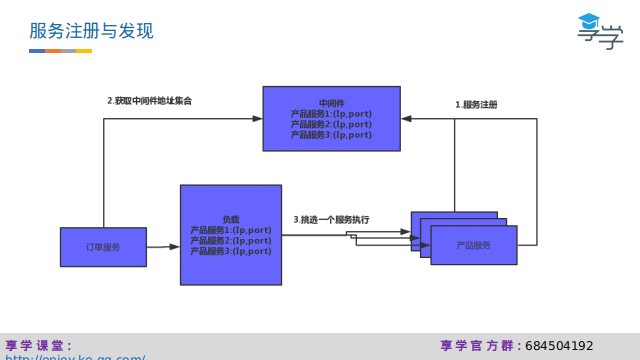 服务注册与发现
享学
2.获取中间件地址集合
中间件
产品服务1:(Ip,port)
产品服务2:(Ip,port)
产品服务3:(Ip,port)
1.服务注册
负载
产品服务1:(Ip,port)
产品服务2:(Ip,port)
产品服务3:(Ip,port)
3.挑选一个服务执行
订单服务
产品服务
享学课堂:
http://enjoy.ke.qq.com/
享学官方群:684504192